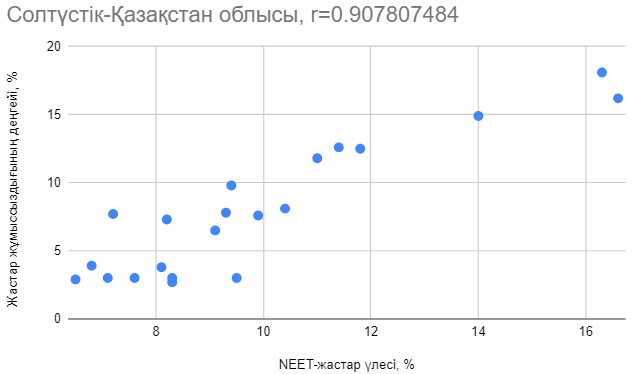 Солтүстік-Қазақстан облысы, r=0.907807484
Жастар жұмыссыздығының деңгейі, %
20
15
10
5
0
8 10 12 14 16
NEET-жастар үлесі, %